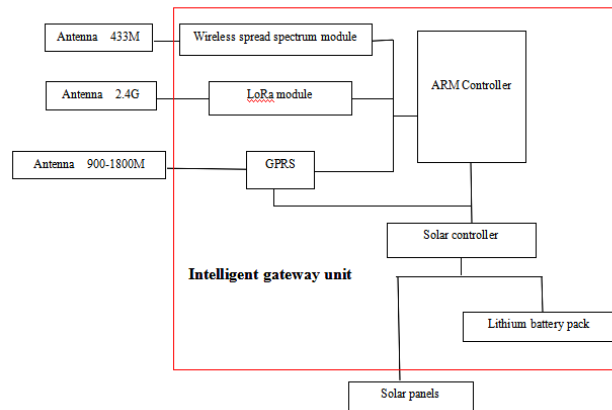 Antenna 433M
Wireless spread spectrum module
ARM Controller
Antenna 2.4G
LoRa module
Antenna 900-1800M
GPRS
Solar controller
Intelligent gateway unit
Lithium battery pack
Solar panels